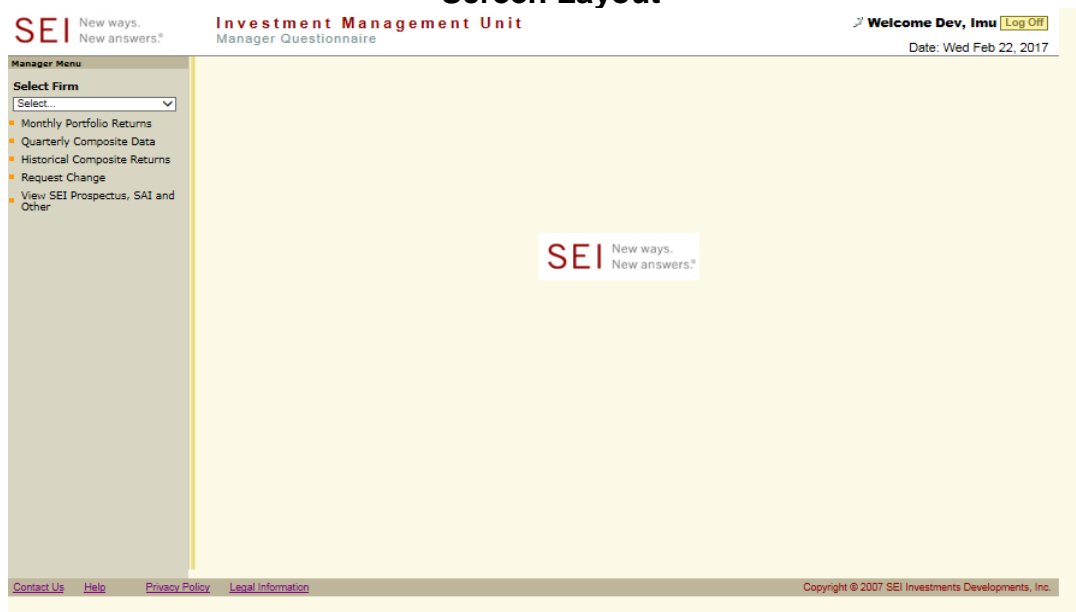 Screen Layout
SEI New ways.
New answers.®
Investment Management Unit
Manager Questionnaire
Welcome Dev, Imu Log Off
Date: Wed Feb 22, 2017
Manager Menu
Select Firm
Select...
Monthly Portfolio Returns
Quarterly Composite Data
Historical Composite Returns
Request Change
View SEI Prospectus, SAI and
Other
SEI New ways.
New answers.®
Contact Us Help Privacy Policy Legal Information Copyright © 2007 SEI Investments Developments, Inc.